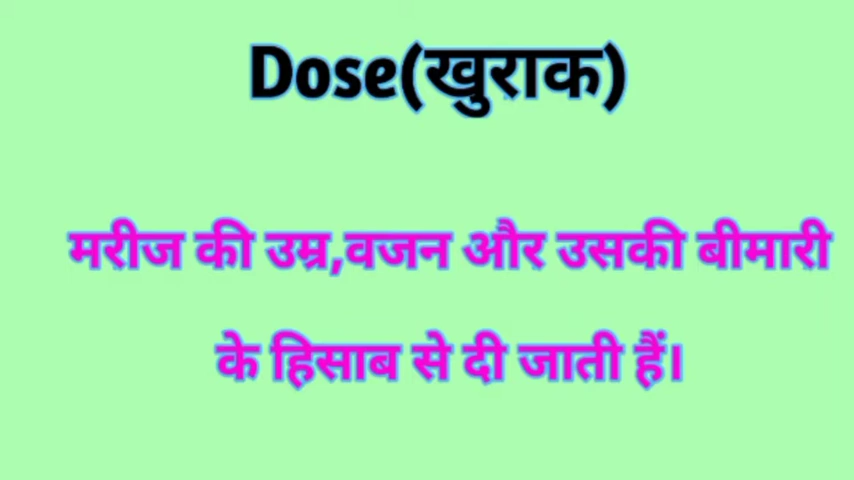 Dose(खुराक)
मरीज की उम्र,वजन और उसकी बीमारी
के हिसाब से दी जाती हैं।